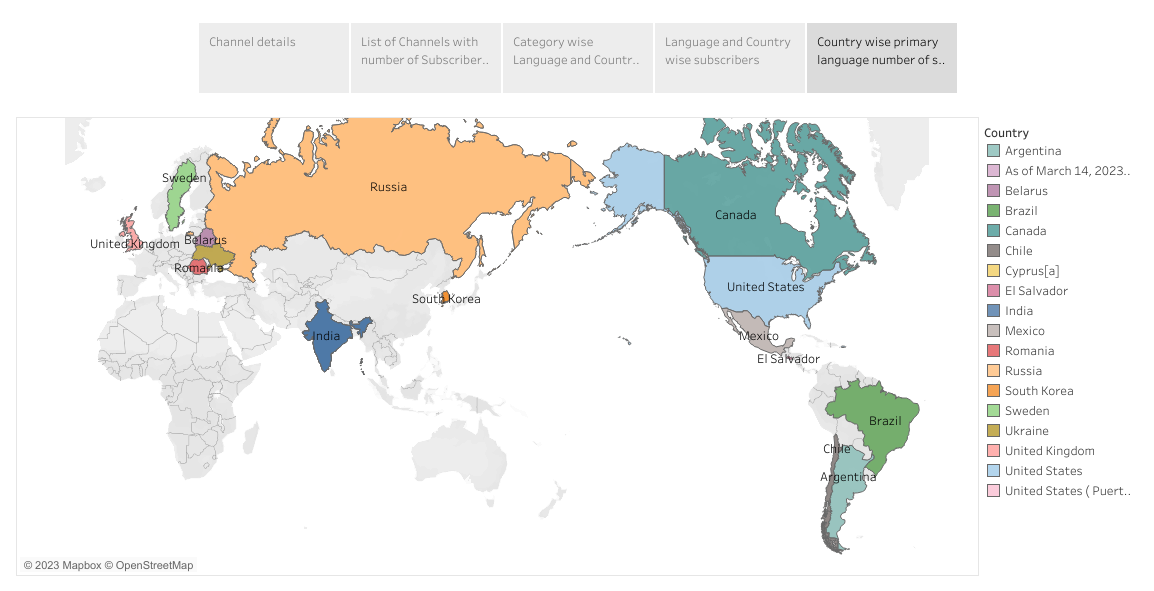 Channel details
List of Channels with
number of Subscriber..
Category wise
Language and Countr..
Language and Country
wise subscribers
Country wise primary
language number of s..
Country
Argentina
As of March 14, 2023..
Belarus
Brazil
Canada
Chile
Cyprus[a]
El Salvador
India
Mexico
Romania
Russia
South Korea
Sweden
Ukraine
United Kingdom
United States
United States ( Puert..
Sweden
Russia
United Kingdom
Belarus
Romania
South Korea
India
Canada
United States
Mexico
El Salvador
Brazil
Chile
Argentina
© 2023 Mapbox © OpenStreetMap